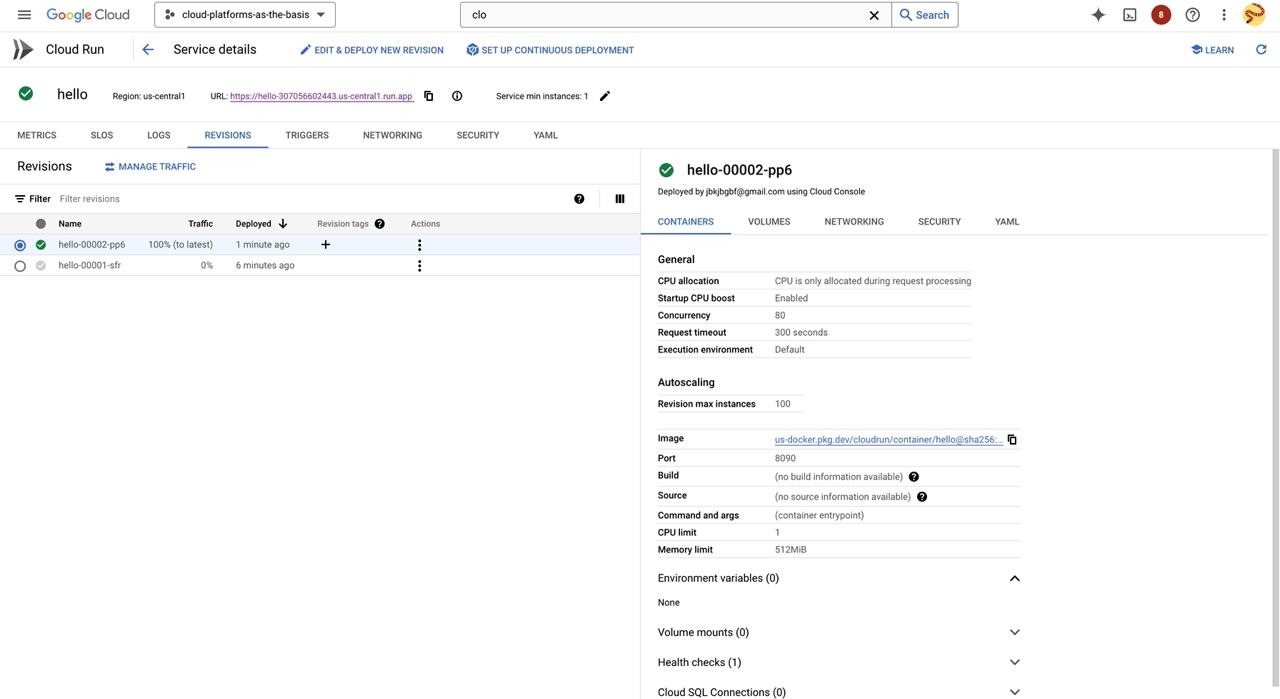 Google Cloud
cloud-platforms-as-the-basis
clo
Search
8
Cloud Run
Service details
EDIT & DEPLOY NEW REVISION
SET UP CONTINUOUS DEPLOYMENT
LEARN
hello
Region: us-central1
URL: https://hello-307056602443.us-central1.run.app
Service min instances: 1
METRICS SLOS LOGS REVISIONS TRIGGERS NETWORKING SECURITY YAML
Revisions
MANAGE TRAFFIC
Filter Filter revisions
Name Traffic Deployed Revision tags Actions
hello-00002-pp6 100% (to latest) 1 minute ago
hello-00001-sfr 0% 6 minutes ago
hello-00002-pp6
Deployed by jbkjbgbf@gmail.com using Cloud Console
CONTAINERS VOLUMES NETWORKING SECURITY YAML
General
CPU allocation CPU is only allocated during request processing
Startup CPU boost Enabled
Concurrency 80
Request timeout 300 seconds
Execution environment Default
Autoscaling
Revision max instances 100
Image us-docker.pkg.dev/cloudrun/container/hello@sha256:...
Port 8090
Build (no build information available)
Source (no source information available)
Command and args (container entrypoint)
CPU limit 1
Memory limit 512MiB
Environment variables (0)
None
Volume mounts (0)
Health checks (1)
Cloud SQL Connections (0)